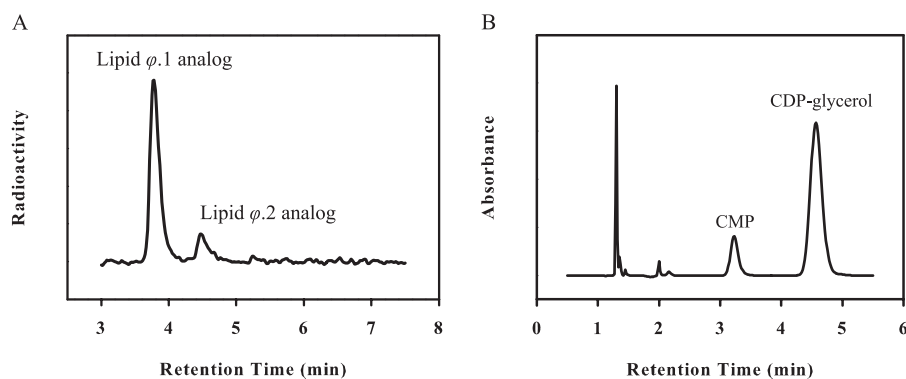 A
Radioactivity
Lipid φ.1 analog
Lipid φ.2 analog
3 4 5 6 7 8
Retention Time (min)
B
Absorbance
CDP-glycerol
CMP
0 1 2 3 4 5 6
Retention Time (min)